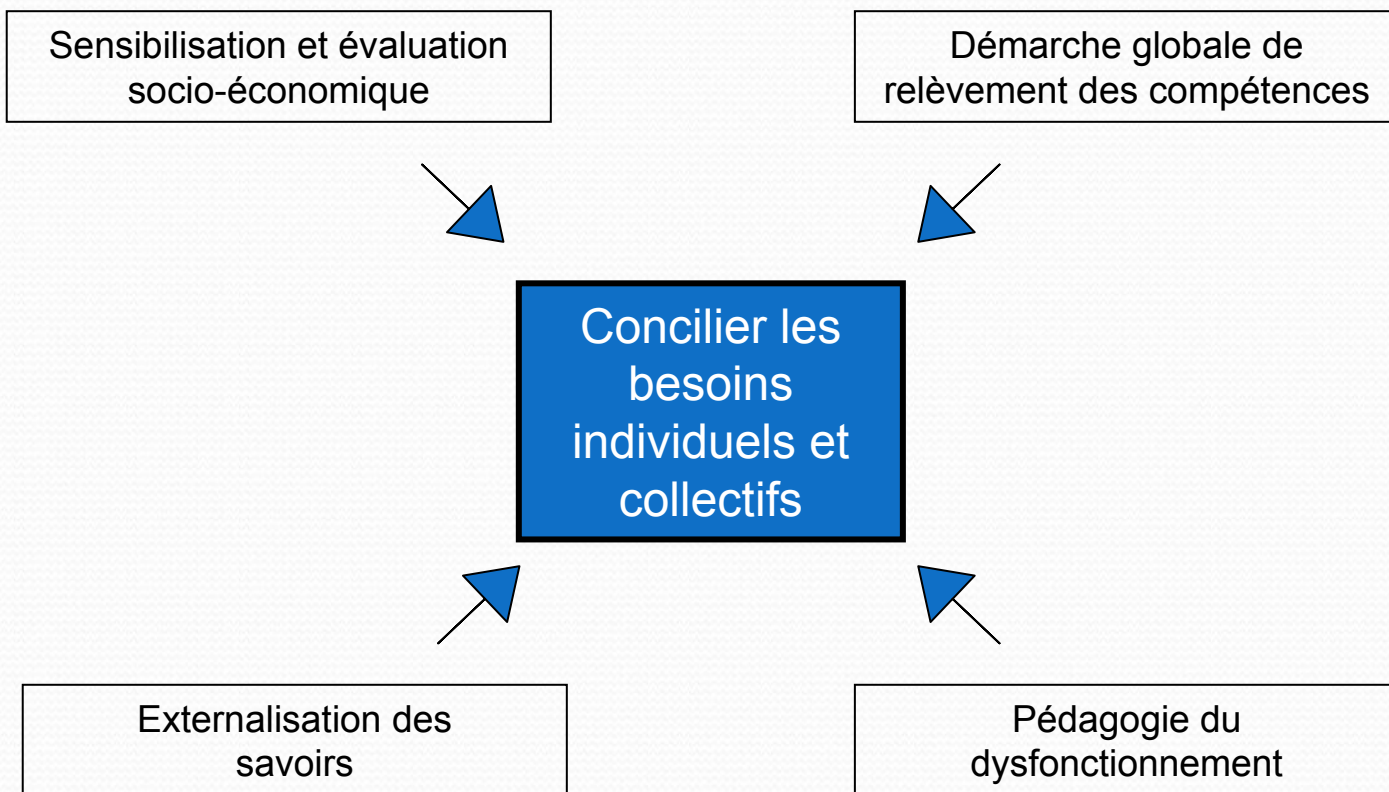 Sensibilisation et évaluation
socio-économique
Démarche globale de
relèvement des compétences
Concilier les
besoins
individuels et
collectifs
Externalisation des
savoirs
Pédagogie du
dysfonctionnement